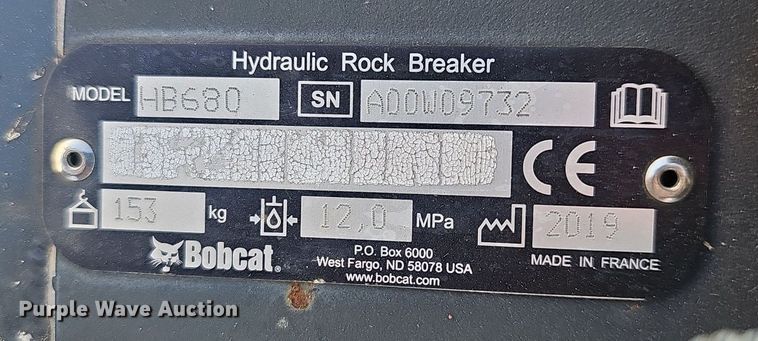 Hydraulic Rock Breaker
MODEL HB680 SN A00W09732
CE
153 kg 12,0 MPa 2019
Bobcat.
P.O. Box 6000
West Fargo, ND 58078 USA
www.bobcat.com
MADE IN FRANCE
Purple Wave Auction